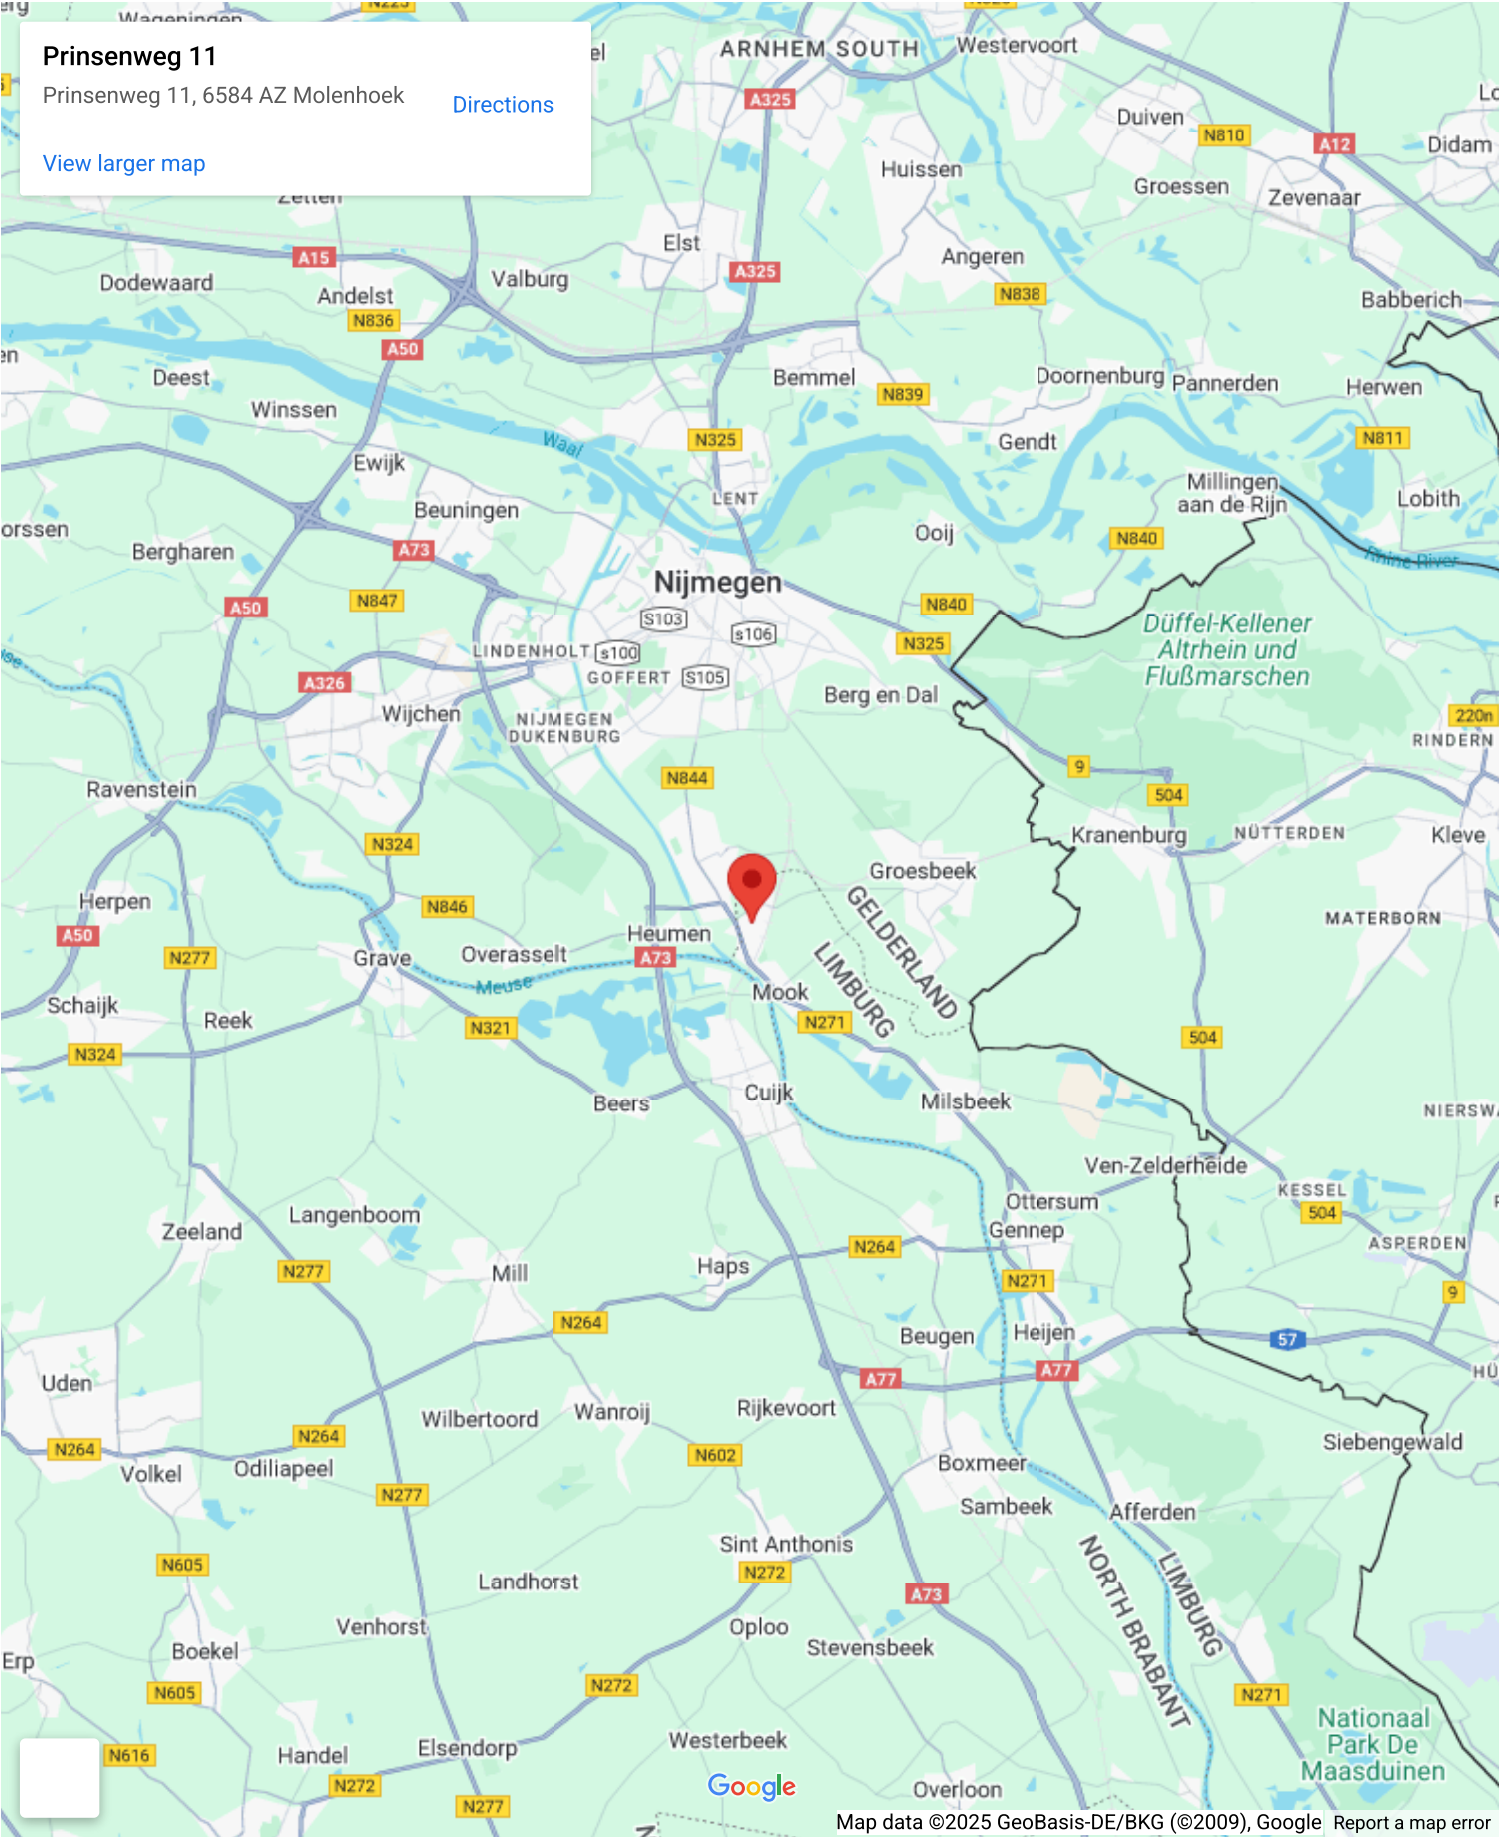 N225
N325
Wageningen
ARNHEM SOUTH
Westervoort
Prinsenweg 11
Prinsenweg 11, 6584 AZ Molenhoek
Directions
View larger map
A325
Duiven
N810
A12
Didam
Huissen
Groessen
Zevenaar
Zetten
Elst
A15
Angeren
A325
Valburg
Dodewaard
Andelst
N838
Babberich
N836
A50
Deest
Bemmel
Doornenburg
Pannerden
Herwen
N839
Winssen
Waal
N325
Gendt
N811
Ewijk
Millingen
aan de Rijn
Lobith
LENT
Beuningen
orssen
Ooij
N840
Bergharen
A73
Rhine River
Nijmegen
A50
N847
N840
S103
s106
N325
Düffel-Kellener
Altrhein und
Flußmarschen
LINDENHOLT
s100
GOFFERT
S105
A326
Berg en Dal
Wijchen
NIJMEGEN
DUKENBURG
220n
RINDERN
9
N844
Ravenstein
504
Kranenburg
NÜTTERDEN
Kleve
N324
Groesbeek
Herpen
N846
GELDERLAND
MATERBORN
A50
Heumen
N277
Grave
Overasselt
A73
LIMBURG
Meuse
Mook
Schaijk
Reek
N321
N271
N324
504
Cuijk
Beers
Milsbeek
NIERSWA
Ven-Zelderheide
KESSEL
Ottersum
504
Langenboom
Zeeland
Gennep
N264
ASPERDEN
Haps
N277
Mill
N271
9
N264
Beugen
Heijen
57
A77
A77
HÜ
Uden
Rijkevoort
Wilbertoord
Wanroij
N264
N264
N602
Siebengewald
Volkel
Odiliapeel
Boxmeer
N277
Sambeek
Afferden
Sint Anthonis
N605
N272
Landhorst
A73
NORTH BRABANT
LIMBURG
Venhorst
Oploo
Boekel
Stevensbeek
Erp
N605
N272
N271
Nationaal
Park De
Maasduinen
Westerbeek
N616
Handel
Elsendorp
N272
Google
Overloon
N277
Map data ©2025 GeoBasis-DE/BKG (©2009), Google
Report a map error